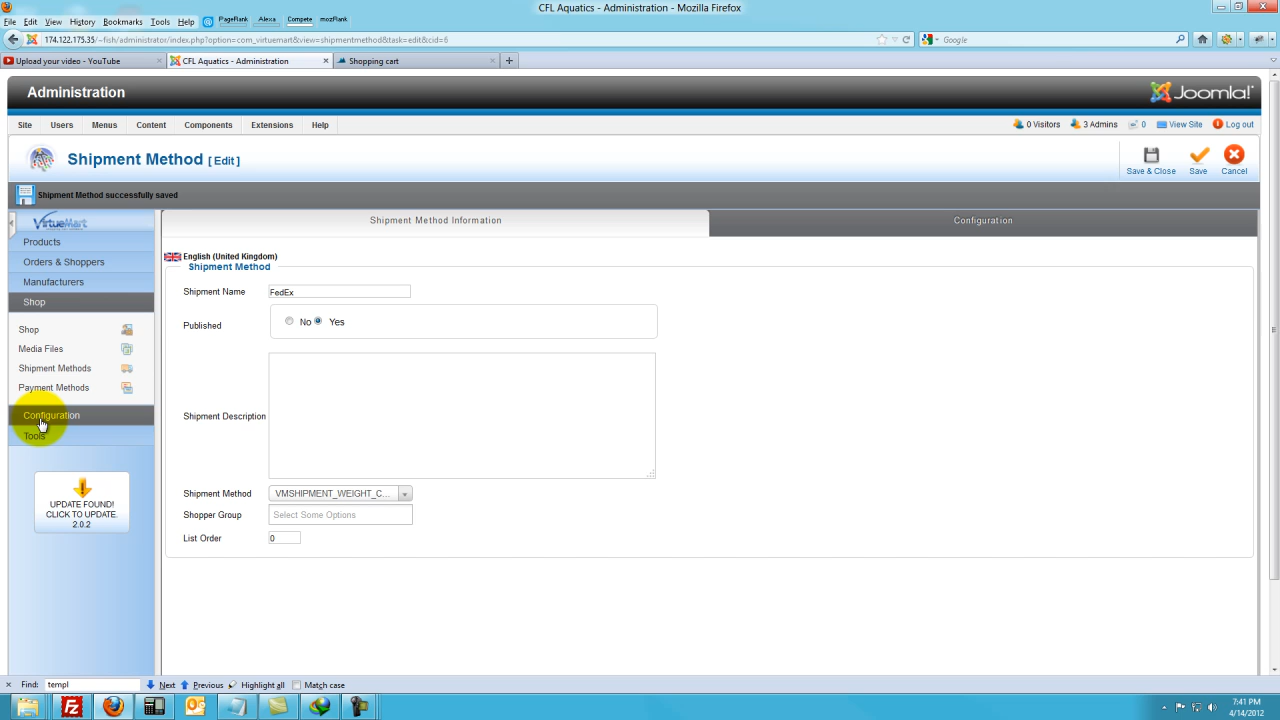 CFL Aquatics - Administration - Mozilla Firefox
File Edit View History Bookmarks Tools Help PageRank Alexa Compete mozRank
174.122.175.35/~fish/administrator/index.php?option=com_virtuemart&view=shipmentmethod&task=edit&cid=6
Google
Upload your video - YouTube
CFL Aquatics - Administration
Shopping cart
Administration
Joomla!
Site Users Menus Content Components Extensions Help
0 Visitors 3 Admins 0 View Site Log out
Shipment Method [ Edit ]
Save & Close Save Cancel
Shipment Method successfully saved
VirtueMart
Products
Orders & Shoppers
Manufacturers
Shop
Shop
Media Files
Shipment Methods
Payment Methods
Configuration
Tools
UPDATE FOUND!
CLICK TO UPDATE.
2.0.2
Shipment Method Information
Configuration
English (United Kingdom)
Shipment Method
Shipment Name FedEx
Published No Yes
Shipment Description
Shipment Method VMSHIPMENT_WEIGHT_C...
Shopper Group Select Some Options
List Order 0
Find: templ Next Previous Highlight all Match case
7:41 PM
4/14/2012